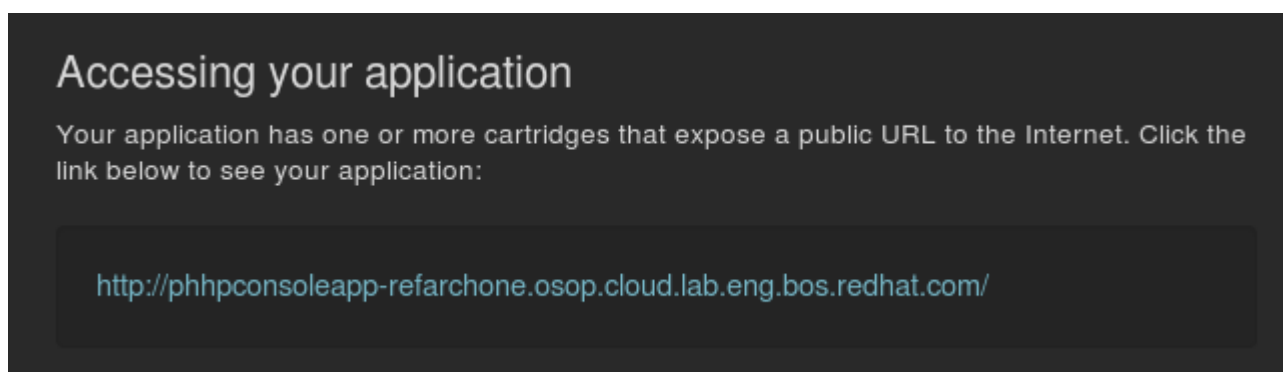 Accessing your application
Your application has one or more cartridges that expose a public URL to the Internet. Click the
link below to see your application:
http://phhpconsoleapp-refarchone.osop.cloud.lab.eng.bos.redhat.com/